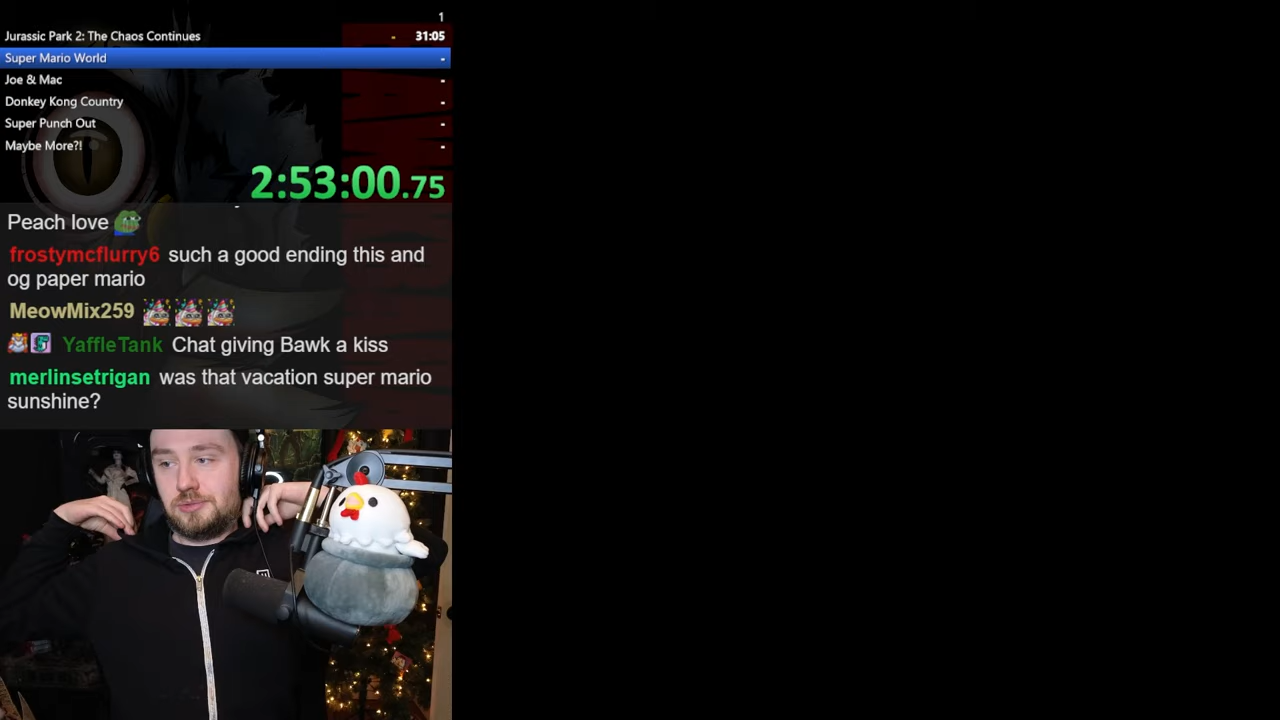 1
Jurassic Park 2: The Chaos Continues - 31:05
Super Mario World -
Joe & Mac -
Donkey Kong Country -
Super Punch Out -
Maybe More?! -
2:53:00.75
Peach love
frostymcflurry6 such a good ending this and
og paper mario
MeowMix259
YaffleTank Chat giving Bawk a kiss
merlinsetrigan was that vacation super mario
sunshine?